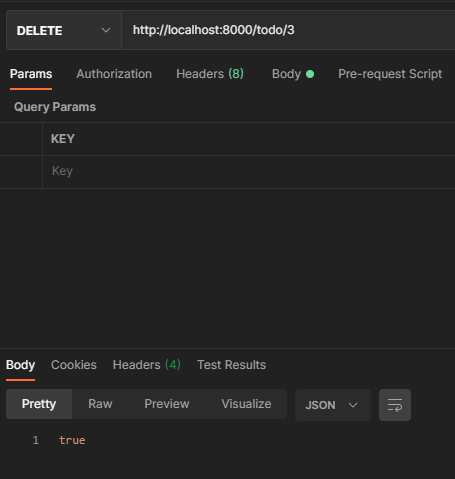 DELETE http://localhost:8000/todo/3
Params Authorization Headers (8) Body Pre-request Script
Query Params
KEY
Key
Body Cookies Headers (4) Test Results
Pretty Raw Preview Visualize JSON
1 true